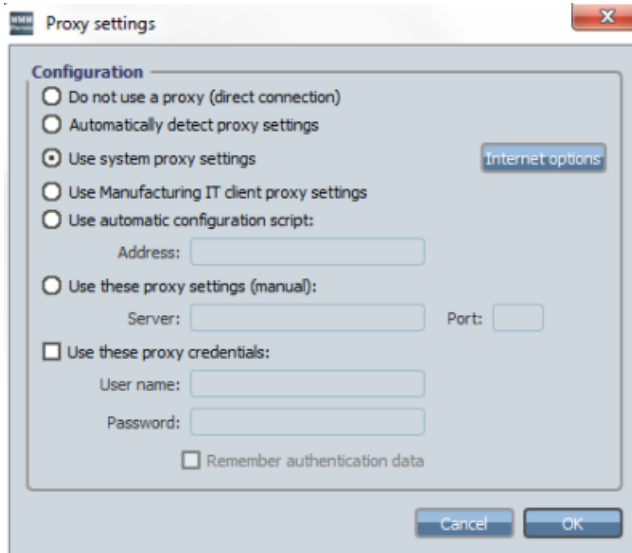 Proxy settings
Configuration
Do not use a proxy (direct connection)
Automatically detect proxy settings
Use system proxy settings Internet options
Use Manufacturing IT client proxy settings
Use automatic configuration script:
Address:
Use these proxy settings (manual):
Server: Port:
Use these proxy credentials:
User name:
Password:
Remember authentication data
Cancel OK